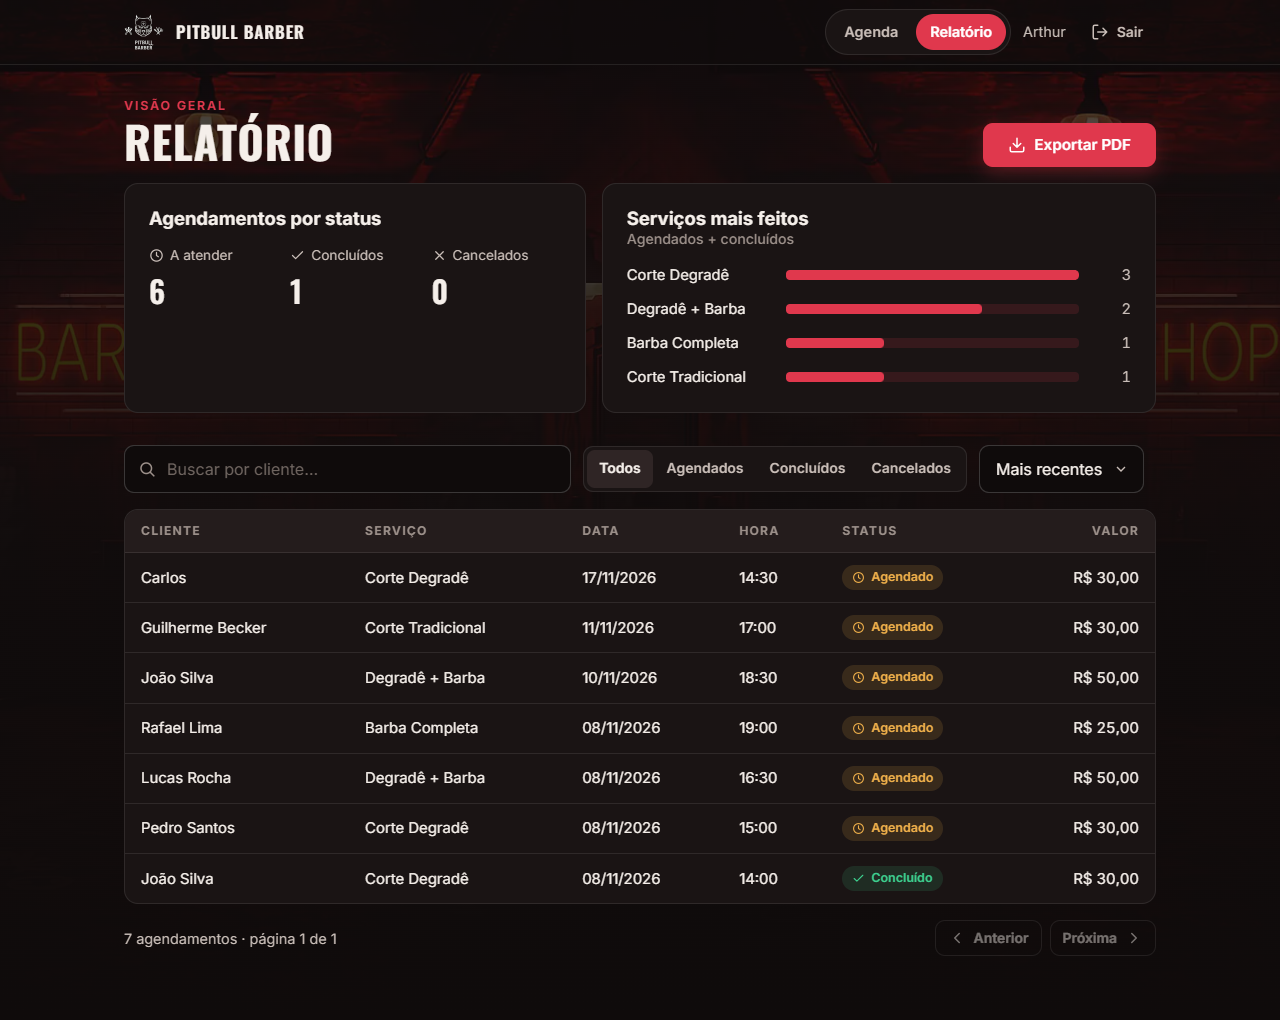 PITBULL BARBER
PITBULL BARBER
Agenda
Relatório
Arthur
Sair
VISÃO GERAL
RELATÓRIO
Exportar PDF
Agendamentos por status
A atender
Concluídos
Cancelados
6
1
0
Serviços mais feitos
Agendados + concluídos
Corte Degradê 3
Degradê + Barba 2
Barba Completa 1
Corte Tradicional 1
BAR
HOP
Buscar por cliente...
Todos
Agendados
Concluídos
Cancelados
Mais recentes
CLIENTE SERVIÇO DATA HORA STATUS VALOR
Carlos Corte Degradê 17/11/2026 14:30 Agendado R$ 30,00
Guilherme Becker Corte Tradicional 11/11/2026 17:00 Agendado R$ 30,00
João Silva Degradê + Barba 10/11/2026 18:30 Agendado R$ 50,00
Rafael Lima Barba Completa 08/11/2026 19:00 Agendado R$ 25,00
Lucas Rocha Degradê + Barba 08/11/2026 16:30 Agendado R$ 50,00
Pedro Santos Corte Degradê 08/11/2026 15:00 Agendado R$ 30,00
João Silva Corte Degradê 08/11/2026 14:00 Concluído R$ 30,00
7 agendamentos · página 1 de 1
Anterior
Próxima